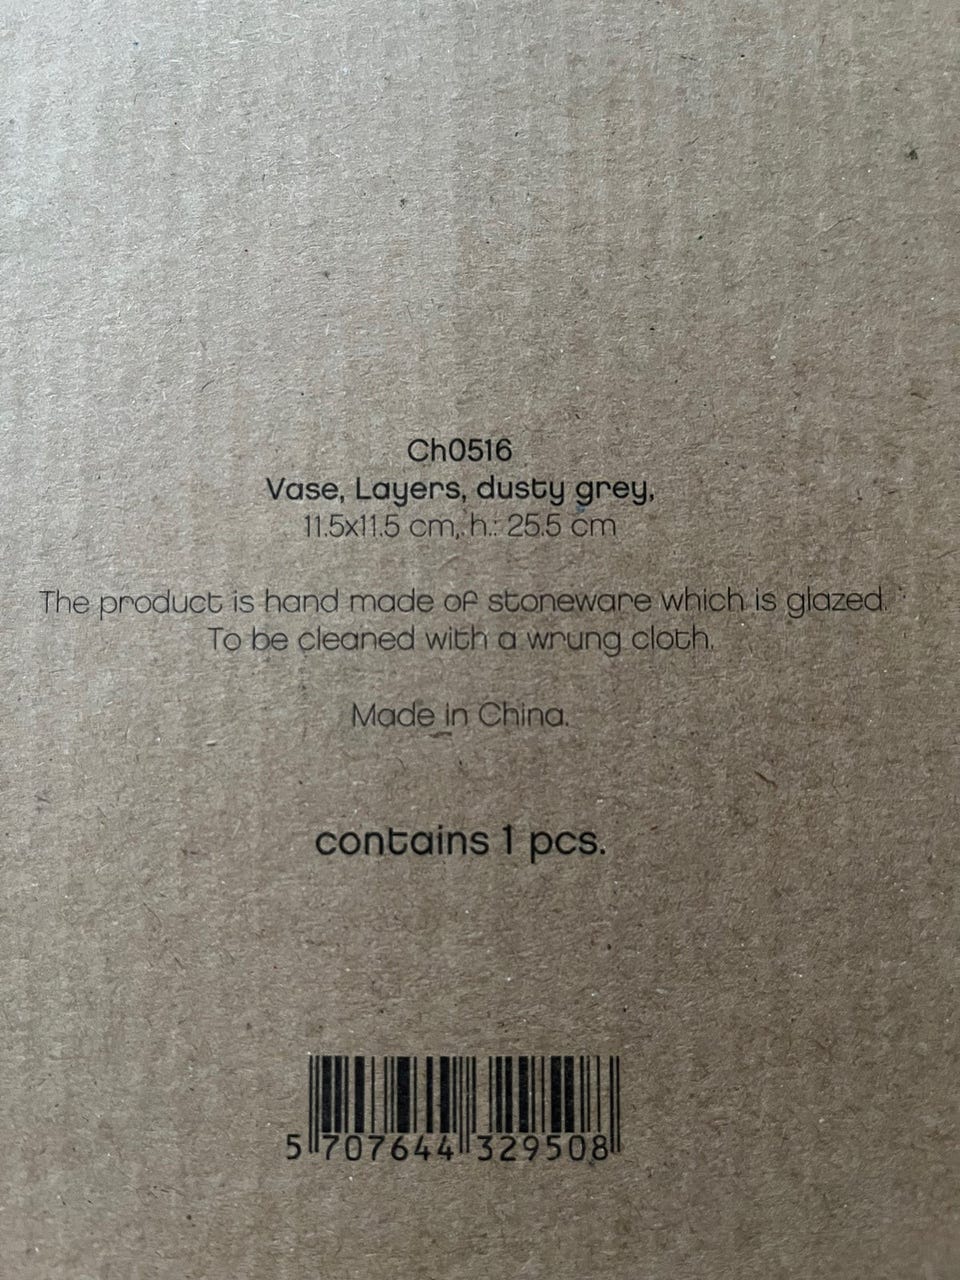 Ch0516
Vase, Layers, dusty grey,
11.5x11.5 cm, h.: 25.5 cm
The product is hand made of stoneware which is glazed.
To be cleaned with a wrung cloth.
Made in China.
contains 1 pcs.
5 707644 329508